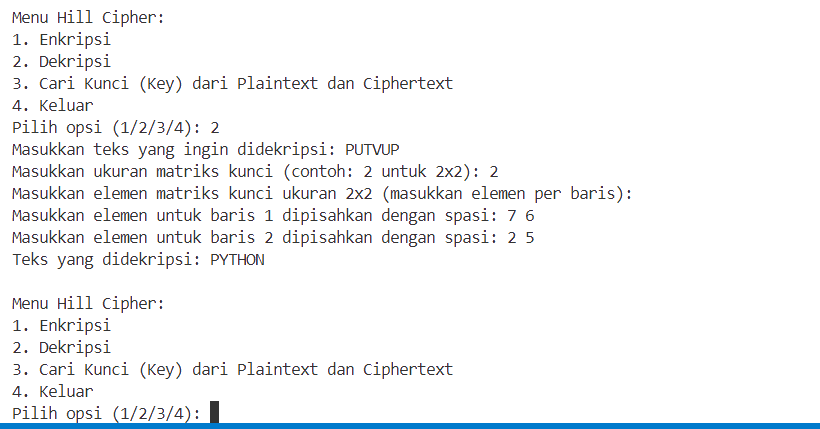 Menu Hill Cipher:
1. Enkripsi
2. Dekripsi
3. Cari Kunci (Key) dari Plaintext dan Ciphertext
4. Keluar
Pilih opsi (1/2/3/4): 2
Masukkan teks yang ingin didekripsi: PUTVUP
Masukkan ukuran matriks kunci (contoh: 2 untuk 2x2): 2
Masukkan elemen matriks kunci ukuran 2x2 (masukkan elemen per baris):
Masukkan elemen untuk baris 1 dipisahkan dengan spasi: 7 6
Masukkan elemen untuk baris 2 dipisahkan dengan spasi: 2 5
Teks yang didekripsi: PYTHON
Menu Hill Cipher:
1. Enkripsi
2. Dekripsi
3. Cari Kunci (Key) dari Plaintext dan Ciphertext
4. Keluar
Pilih opsi (1/2/3/4):